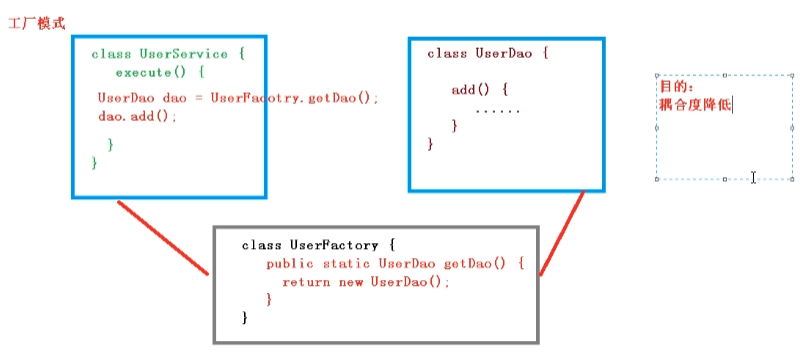 工厂模式
class UserService {
execute() {
UserDao dao = UserFacotry.getDao();
dao.add();
}
}
class UserDao {
add() {
......
}
}
目的:
耦合度降低
class UserFactory {
public static UserDao getDao() {
return new UserDao();
}
}